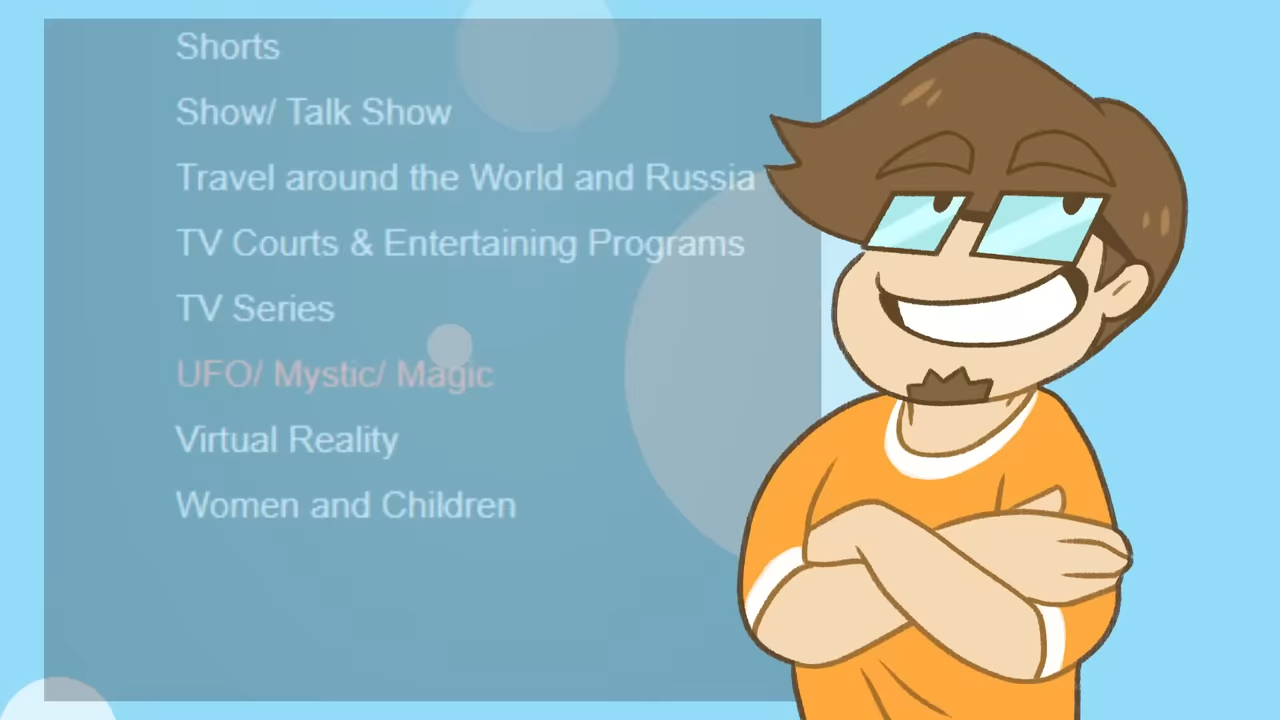 Shorts
Show/ Talk Show
Travel around the World and Russia
TV Courts & Entertaining Programs
TV Series
UFO/ Mystic/ Magic
Virtual Reality
Women and Children